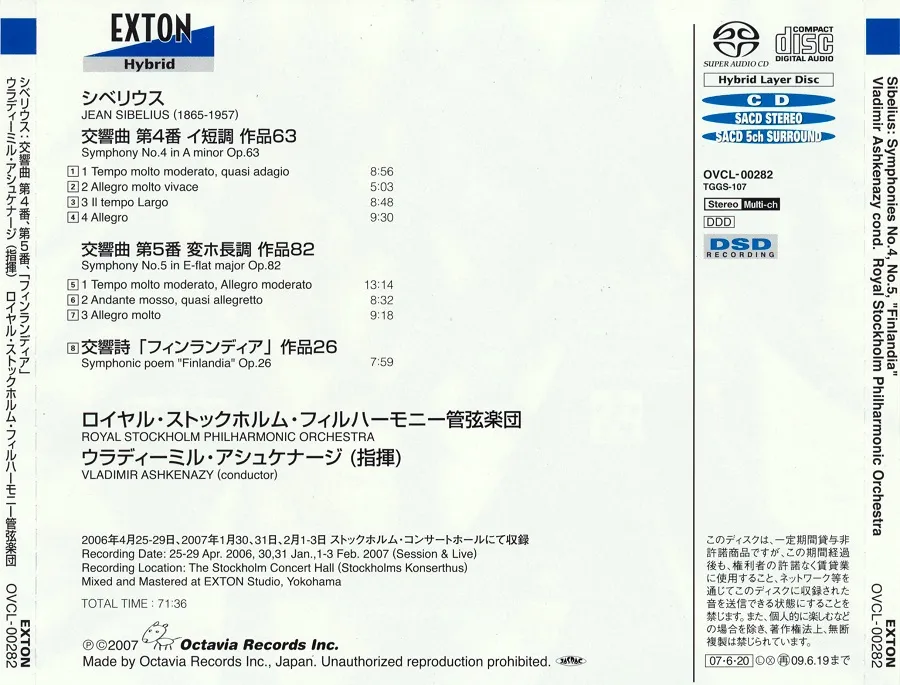 シベリウス：交響曲 第4番、第5番、「フィンランディア」
ウラディーミル・アシュケナージ（指揮） ロイヤル・ストックホルム・フィルハーモニー管弦楽団
OVCL-00282
EXTON
EXTON
Hybrid
シベリウス
JEAN SIBELIUS (1865-1957)
交響曲 第4番 イ短調 作品63
Symphony No.4 in A minor Op.63
1 1 Tempo molto moderato, quasi adagio 8:56
2 2 Allegro molto vivace 5:03
3 3 Il tempo Largo 8:48
4 4 Allegro 9:30
交響曲 第5番 変ホ長調 作品82
Symphony No.5 in E-flat major Op.82
5 1 Tempo molto moderato, Allegro moderato 13:14
6 2 Andante mosso, quasi allegretto 8:32
7 3 Allegro molto 9:18
8 交響詩「フィンランディア」作品26
Symphonic poem "Finlandia" Op.26 7:59
ロイヤル・ストックホルム・フィルハーモニー管弦楽団
ROYAL STOCKHOLM PHILHARMONIC ORCHESTRA
ウラディーミル・アシュケナージ (指揮)
VLADIMIR ASHKENAZY (conductor)
2006年4月25-29日、2007年1月30、31日、2月1-3日 ストックホルム・コンサートホールにて収録
Recording Date: 25-29 Apr. 2006, 30,31 Jan.,1-3 Feb. 2007 (Session & Live)
Recording Location: The Stockholm Concert Hall (Stockholms Konserthus)
Mixed and Mastered at EXTON Studio, Yokohama
TOTAL TIME : 71:36
℗©2007 Octavia Records Inc.
Made by Octavia Records Inc., Japan. Unauthorized reproduction prohibited. JASRAC
SUPER AUDIO CD
COMPACT
disc
DIGITAL AUDIO
Hybrid Layer Disc
CD
SACD STEREO
SACD 5ch SURROUND
OVCL-00282
TGGS-107
Stereo Multi-ch
DDD
DSD
RECORDING
このディスクは、一定期間貸与非
許諾商品ですが、この期間経過
後も、権利者の許諾なく賃貸業
に使用すること、ネットワーク等を
通じてこのディスクに収録された
音を送信できる状態にすることを
禁じます。また、個人的に楽しむなど
の場合を除き、著作権法上、無断
複製は禁じられています。
07・6・20 Ⓛ Ⓧ 再 09.6.19まで
Sibelius: Symphonies No.4, No.5, "Finlandia"
Vladimir Ashkenazy cond. Royal Stockholm Philharmonic Orchestra
OVCL-00282
EXTON